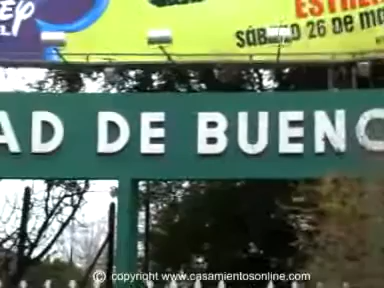 ESTRE
SÁBADO 26 DE
AD DE BUENO
© copyright www.casamientosonline.com